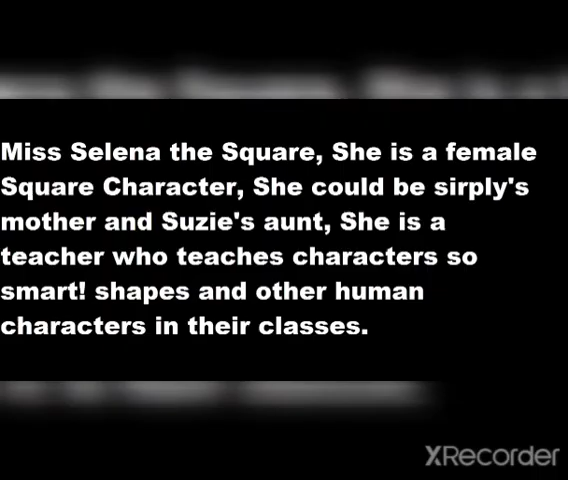 Miss Selena the Square, She is a female
Square Character, She could be sirply's
mother and Suzie's aunt, She is a
teacher who teaches characters so
smart! shapes and other human
characters in their classes.
XRecorder